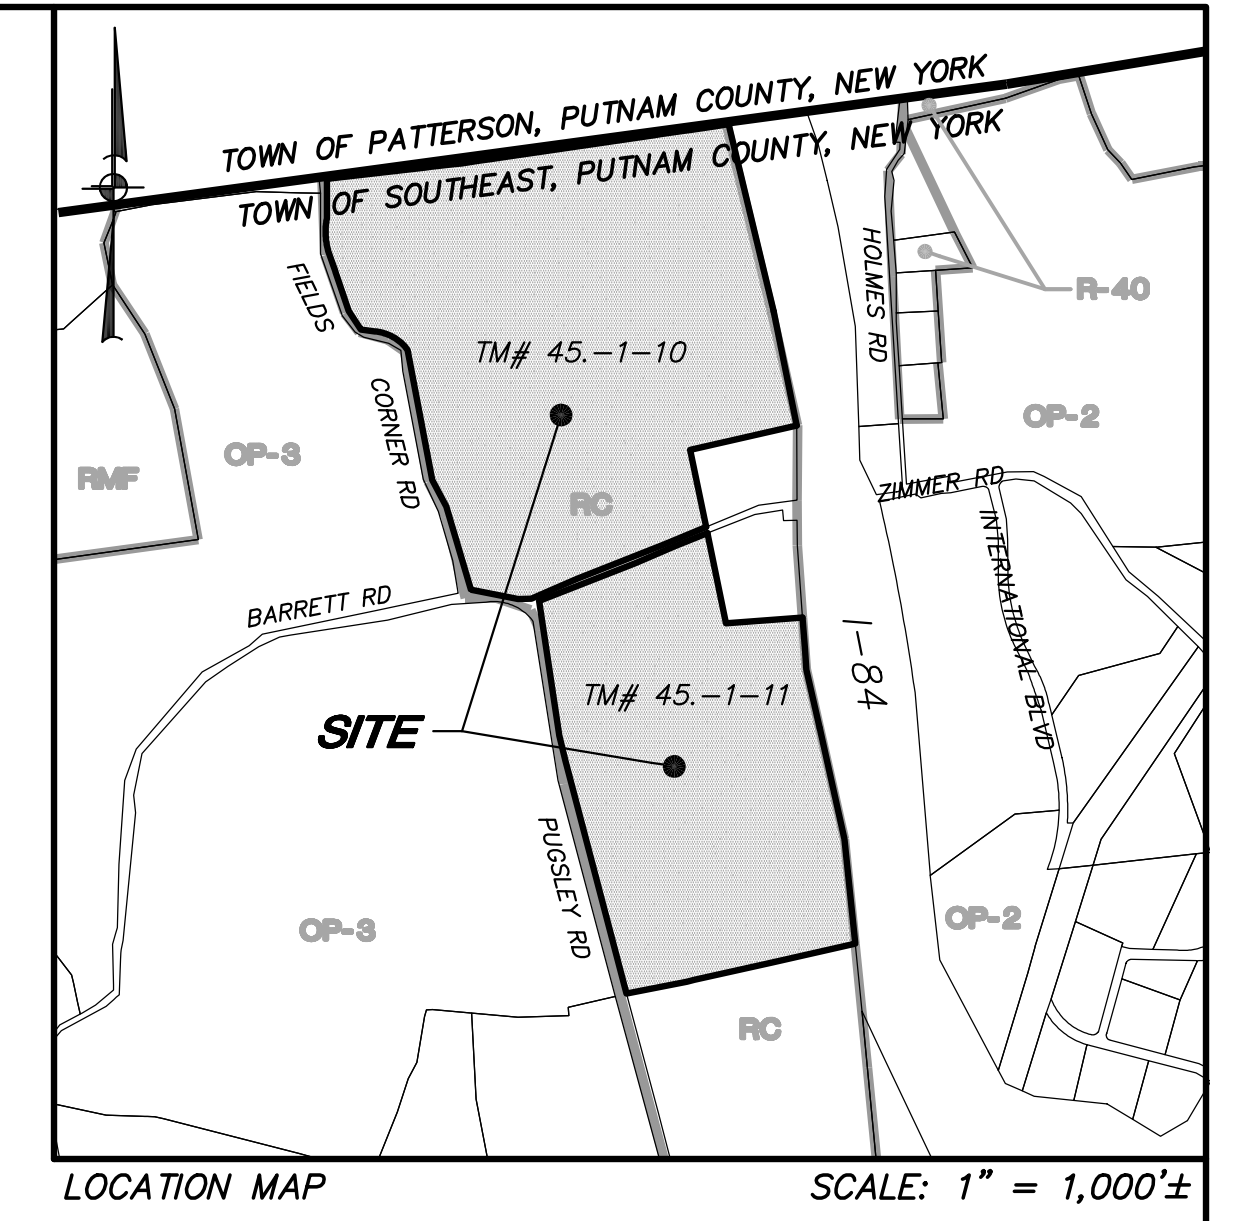 TOWN OF PATTERSON, PUTNAM COUNTY, NEW YORK
TOWN OF SOUTHEAST, PUTNAM COUNTY, NEW YORK
FIELDS
CORNER RD
HOLMES RD
R-40
TM# 45.-1-10
OP-2
OP-3
RMF
RC
ZIMMER RD
INTERNATIONAL BLVD
BARRETT RD
I-84
TM# 45.-1-11
SITE
PUGSLEY RD
OP-3
OP-2
RC
LOCATION MAP
SCALE: 1" = 1,000'±